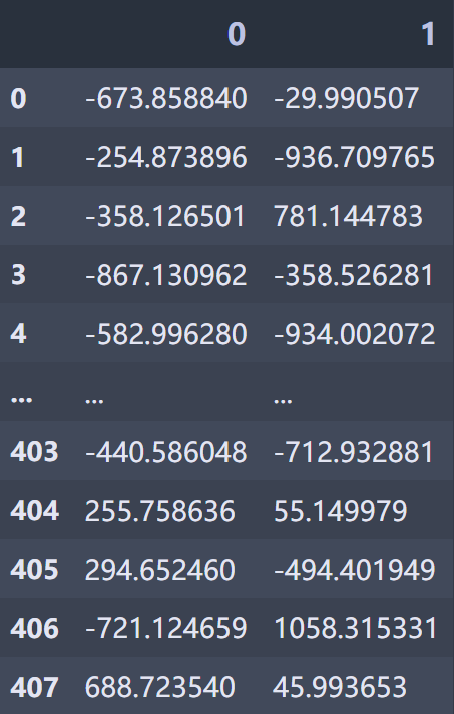 0 1
0 -673.858840 -29.990507
1 -254.873896 -936.709765
2 -358.126501 781.144783
3 -867.130962 -358.526281
4 -582.996280 -934.002072
... ... ...
403 -440.586048 -712.932881
404 255.758636 55.149979
405 294.652460 -494.401949
406 -721.124659 1058.315331
407 688.723540 45.993653